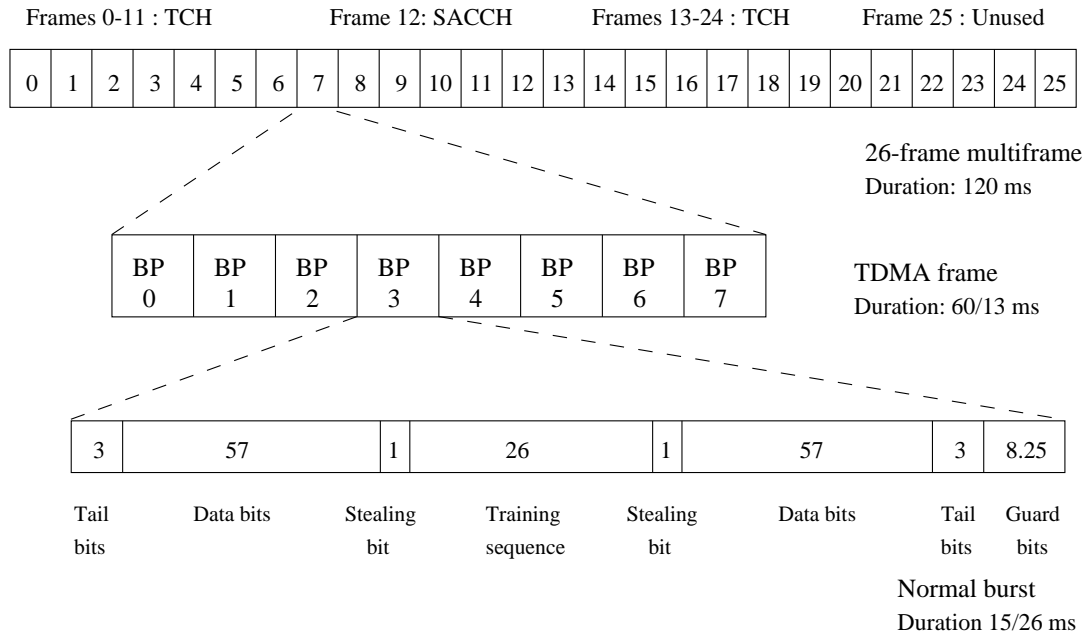 Frames 0-11 : TCH Frame 12: SACCH Frames 13-24 : TCH Frame 25 : Unused
0 1 2 3 4 5 6 7 8 9 10 11 12 13 14 15 16 17 18 19 20 21 22 23 24 25
26-frame multiframe
Duration: 120 ms
BP BP BP BP BP BP BP BP
0 1 2 3 4 5 6 7
TDMA frame
Duration: 60/13 ms
3 57 1 26 1 57 3 8.25
Tail Data bits Stealing Training Stealing Data bits Tail Guard
bits bit sequence bit bits bits
Normal burst
Duration 15/26 ms